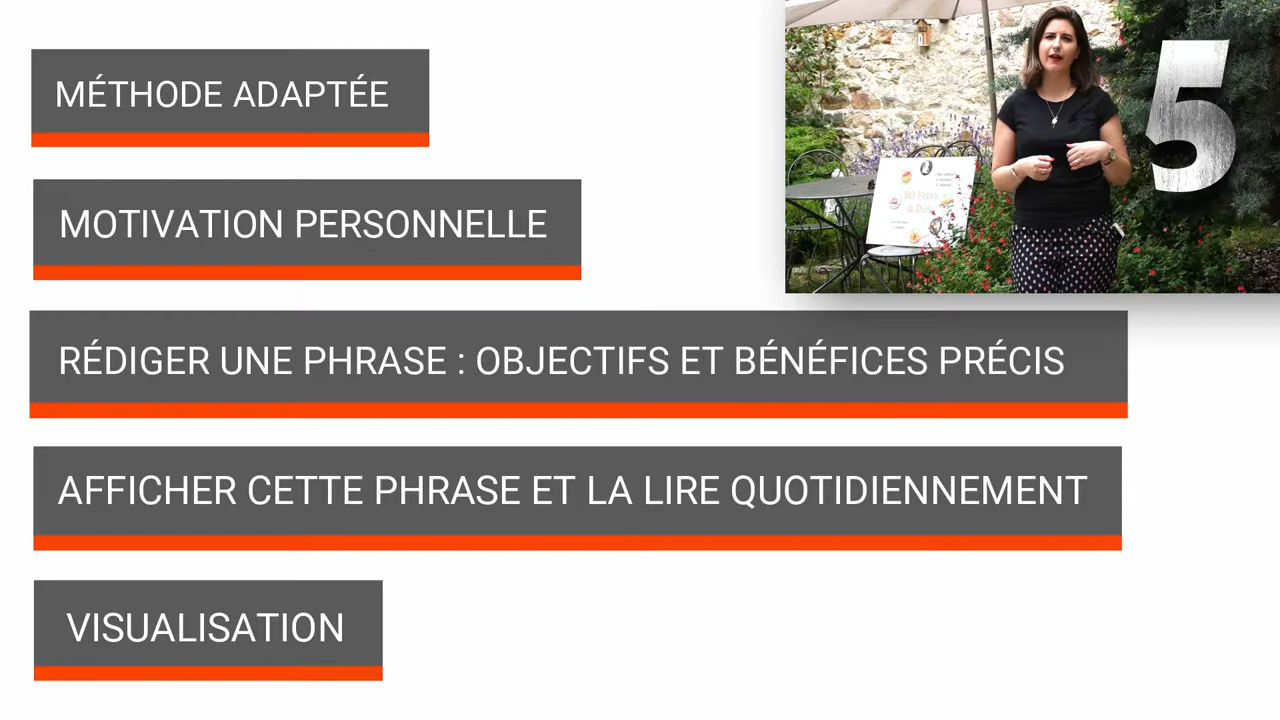 MÉTHODE ADAPTÉE
5
MOTIVATION PERSONNELLE
RÉDIGER UNE PHRASE : OBJECTIFS ET BÉNÉFICES PRÉCIS
AFFICHER CETTE PHRASE ET LA LIRE QUOTIDIENNEMENT
VISUALISATION